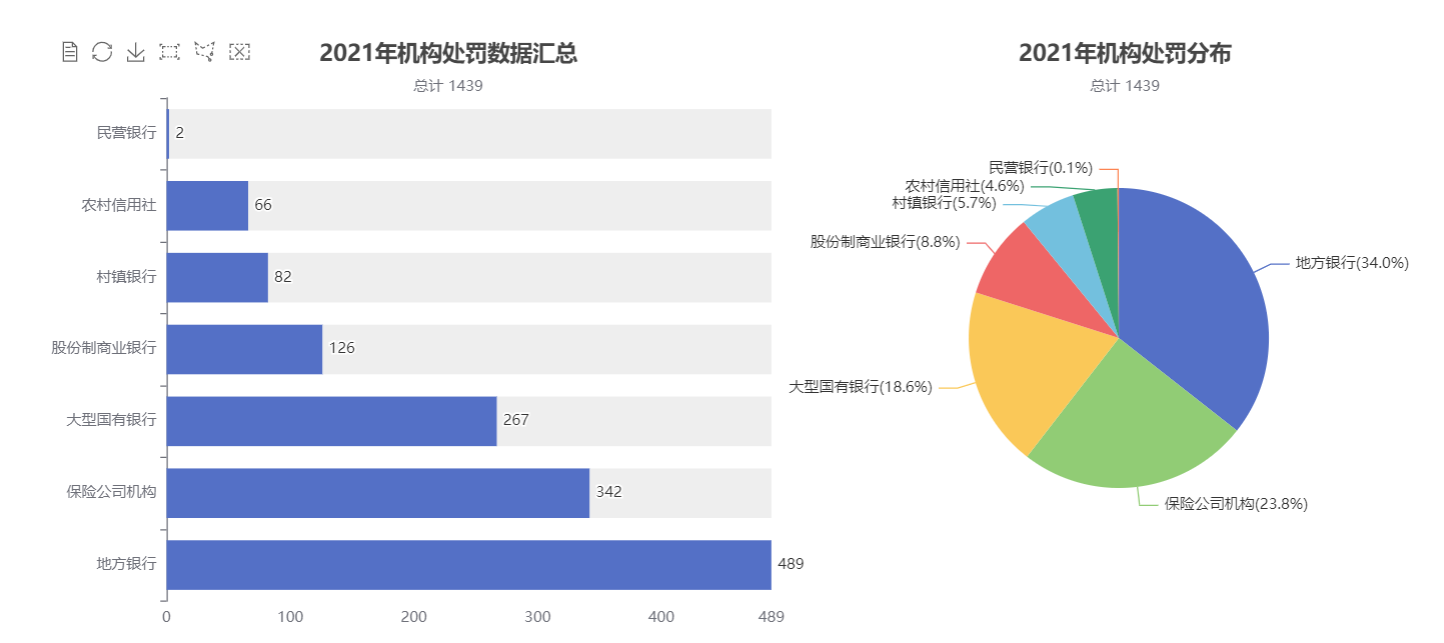 2021年机构处罚数据汇总
总计 1439
民营银行 2
农村信用社 66
村镇银行 82
股份制商业银行 126
大型国有银行 267
保险公司机构 342
地方银行 489
0 100 200 300 400 489
2021年机构处罚分布
总计 1439
民营银行(0.1%)
农村信用社(4.6%)
村镇银行(5.7%)
股份制商业银行(8.8%)
地方银行(34.0%)
大型国有银行(18.6%)
保险公司机构(23.8%)